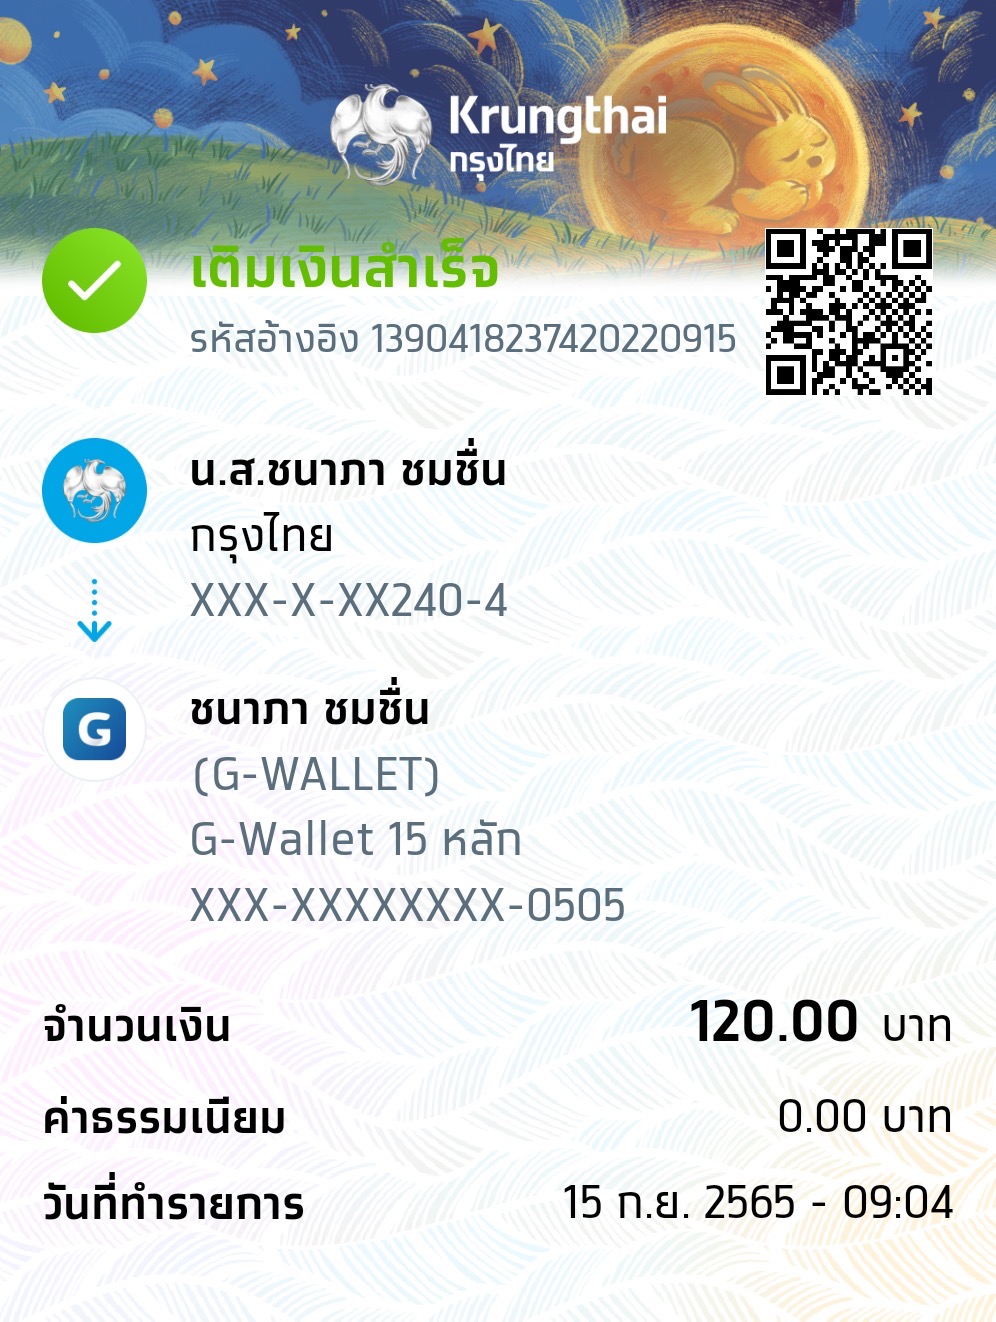 Krungthai
กรุงไทย
เติมเงินสำเร็จ
รหัสอ้างอิง 1390418237420220915
น.ส.ชนาภา ชมชื่น
กรุงไทย
XXX-X-XX240-4
G
ชนาภา ชมชื่น
(G-WALLET)
G-Wallet 15 หลัก
XXX-XXXXXXXX-0505
จำนวนเงิน 120.00 บาท
ค่าธรรมเนียม 0.00 บาท
วันที่ทำรายการ 15 ก.ย. 2565 - 09:04